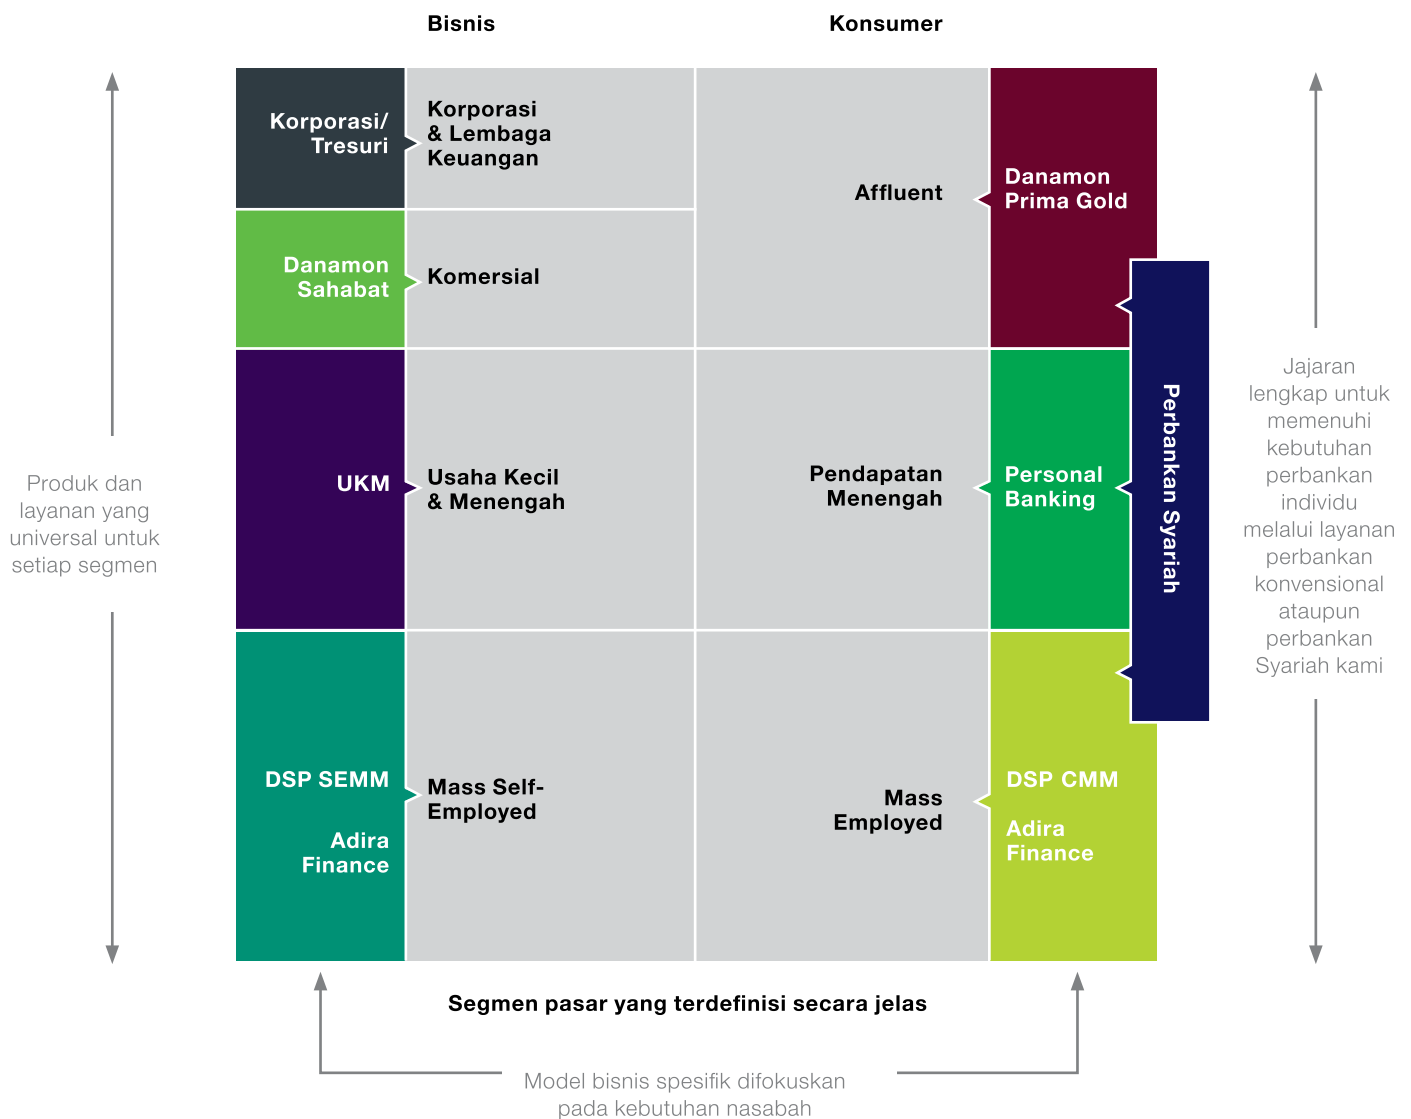 Bisnis
Konsumer
Korporasi/
Tresuri
Korporasi
& Lembaga
Keuangan
Affluent
Danamon
Prima Gold
Danamon
Sahabat
Komersial
UKM
Usaha Kecil
& Menengah
Pendapatan
Menengah
Personal
Banking
Perbankan Syariah
DSP SEMM
Adira
Finance
Mass Self-
Employed
Mass
Employed
DSP CMM
Adira
Finance
Produk dan
layanan yang
universal untuk
setiap segmen
Jajaran
lengkap untuk
memenuhi
kebutuhan
perbankan
individu
melalui layanan
perbankan
konvensional
ataupun
perbankan
Syariah kami
Segmen pasar yang terdefinisi secara jelas
Model bisnis spesifik difokuskan
pada kebutuhan nasabah